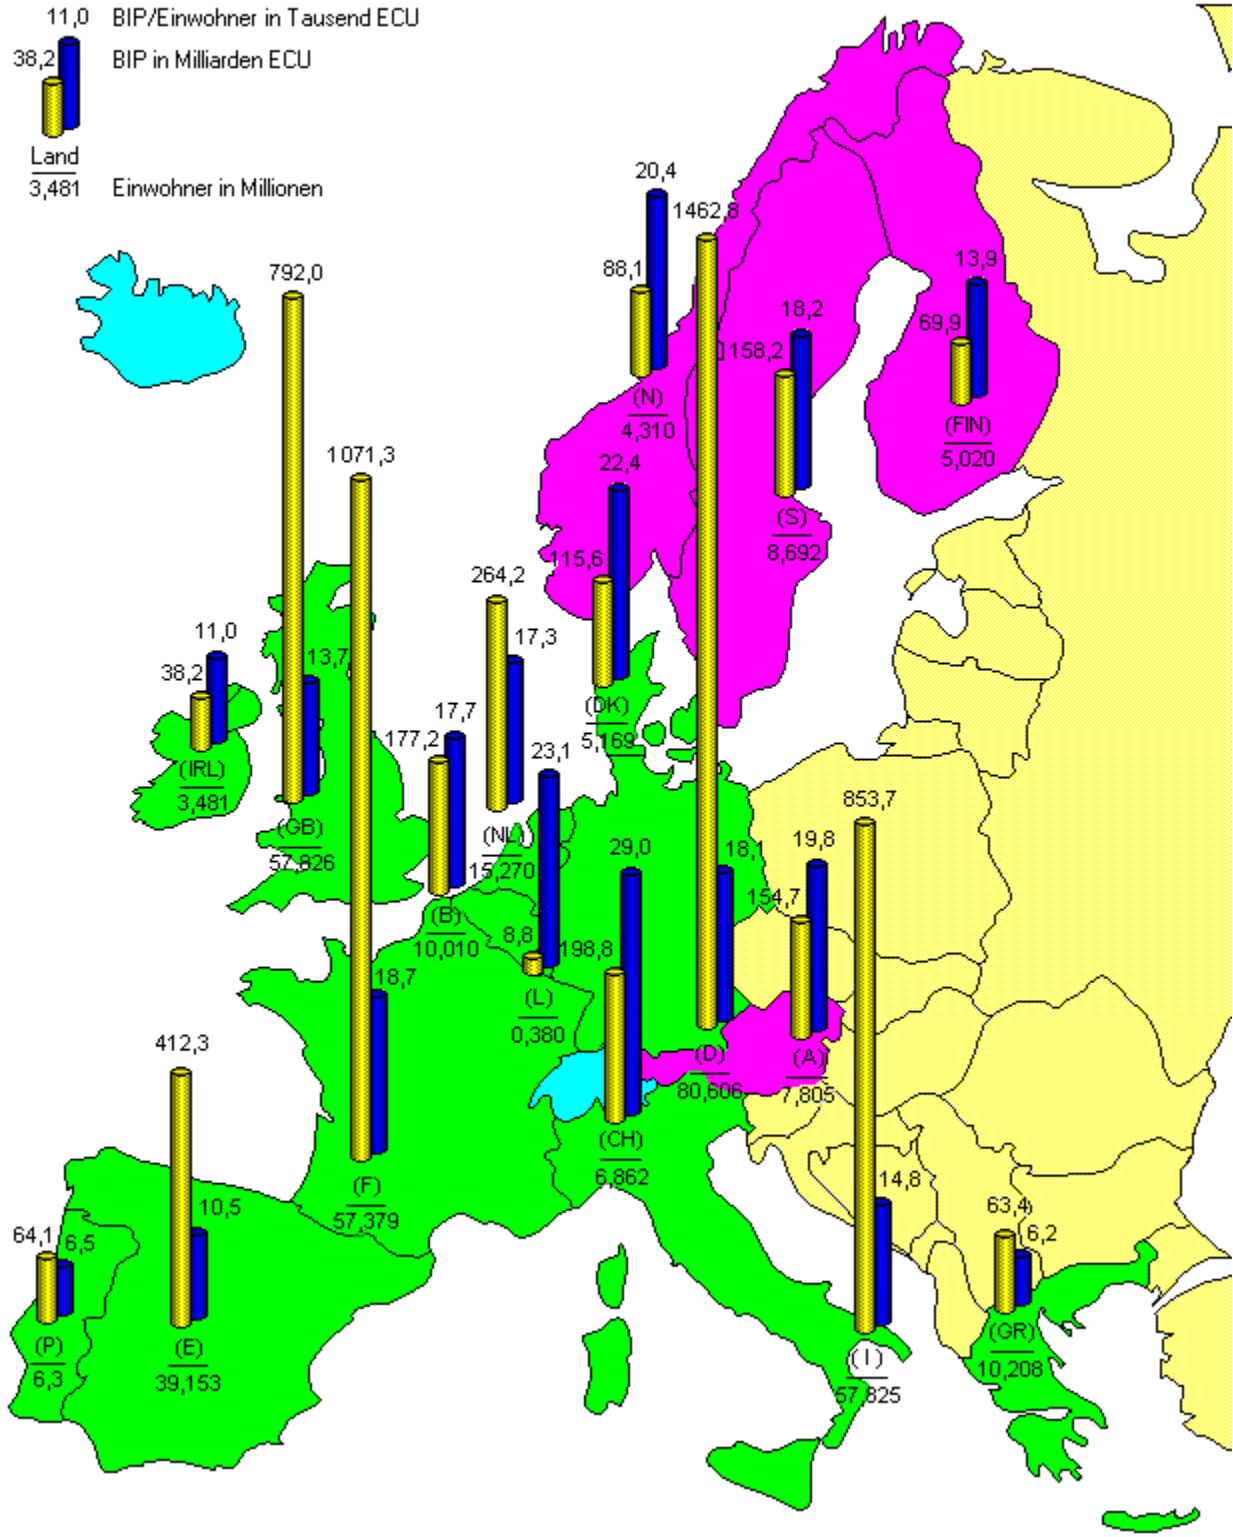 11,0 BIP/Einwohner in Tausend ECU
38,2 BIP in Milliarden ECU
Land
3,481 Einwohner in Millionen
20,4
88,1
(N)
4,310
1462,8
18,2
158,2
(S)
8,692
13,9
69,9
(FIN)
5,020
792,0
13,7
(GB)
57,826
1071,3
18,7
(F)
57,379
22,4
115,6
(DK)
5,169
264,2
17,3
(NL)
15,270
11,0
38,2
(IRL)
3,481
17,7
177,2
(B)
10,010
23,1
8,8
(L)
0,380
29,0
198,8
(CH)
6,862
18,1
(D)
80,606
19,8
154,7
(A)
7,805
853,7
14,8
(I)
57,825
412,3
10,5
(E)
39,153
64,1
6,5
(P)
6,3
63,4
6,2
(GR)
10,208